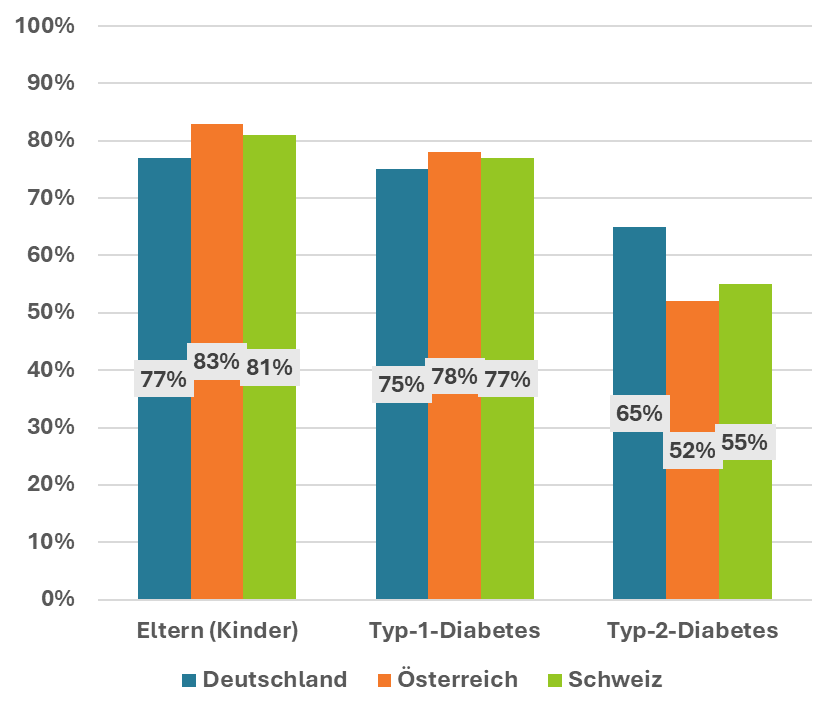 100%
90%
80%
70%
60%
50%
40%
30%
20%
10%
0%
77% 83% 81%
75% 78% 77%
65% 52% 55%
Eltern (Kinder) Typ-1-Diabetes Typ-2-Diabetes
Deutschland Österreich Schweiz